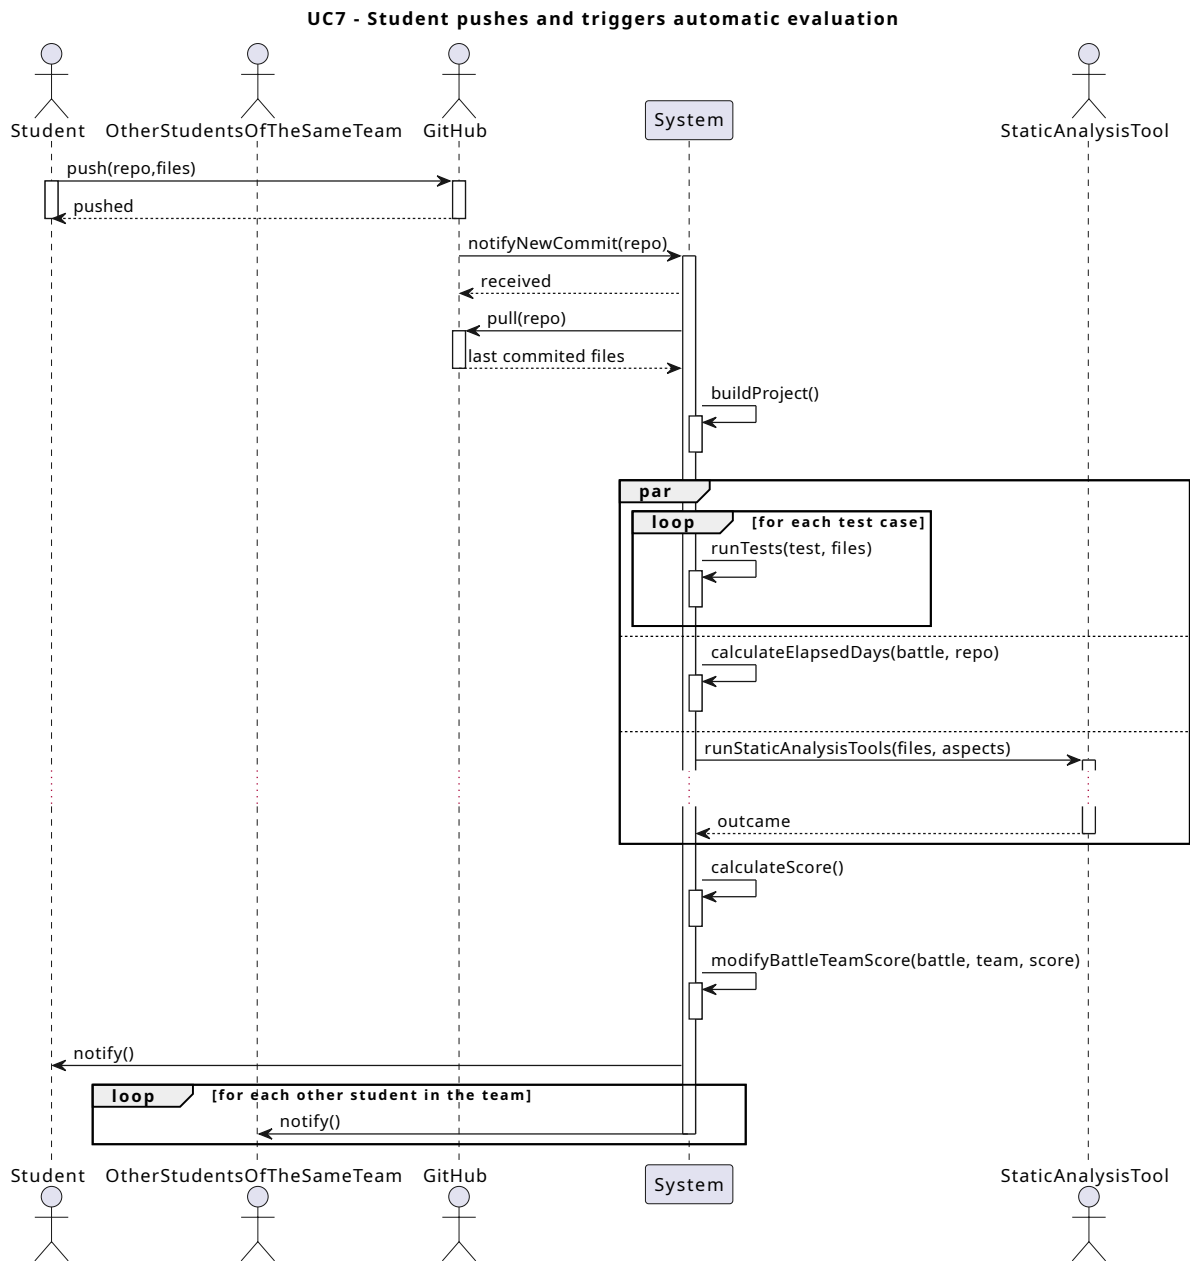 UC7 - Student pushes and triggers automatic evaluation
Student
OtherStudentsOfTheSameTeam
GitHub
System
StaticAnalysisTool
push(repo,files)
pushed
notifyNewCommit(repo)
received
pull(repo)
last commited files
buildProject()
par
loop [for each test case]
runTests(test, files)
calculateElapsedDays(battle, repo)
runStaticAnalysisTools(files, aspects)
outcame
calculateScore()
modifyBattleTeamScore(battle, team, score)
notify()
loop [for each other student in the team]
notify()
Student
OtherStudentsOfTheSameTeam
GitHub
System
StaticAnalysisTool